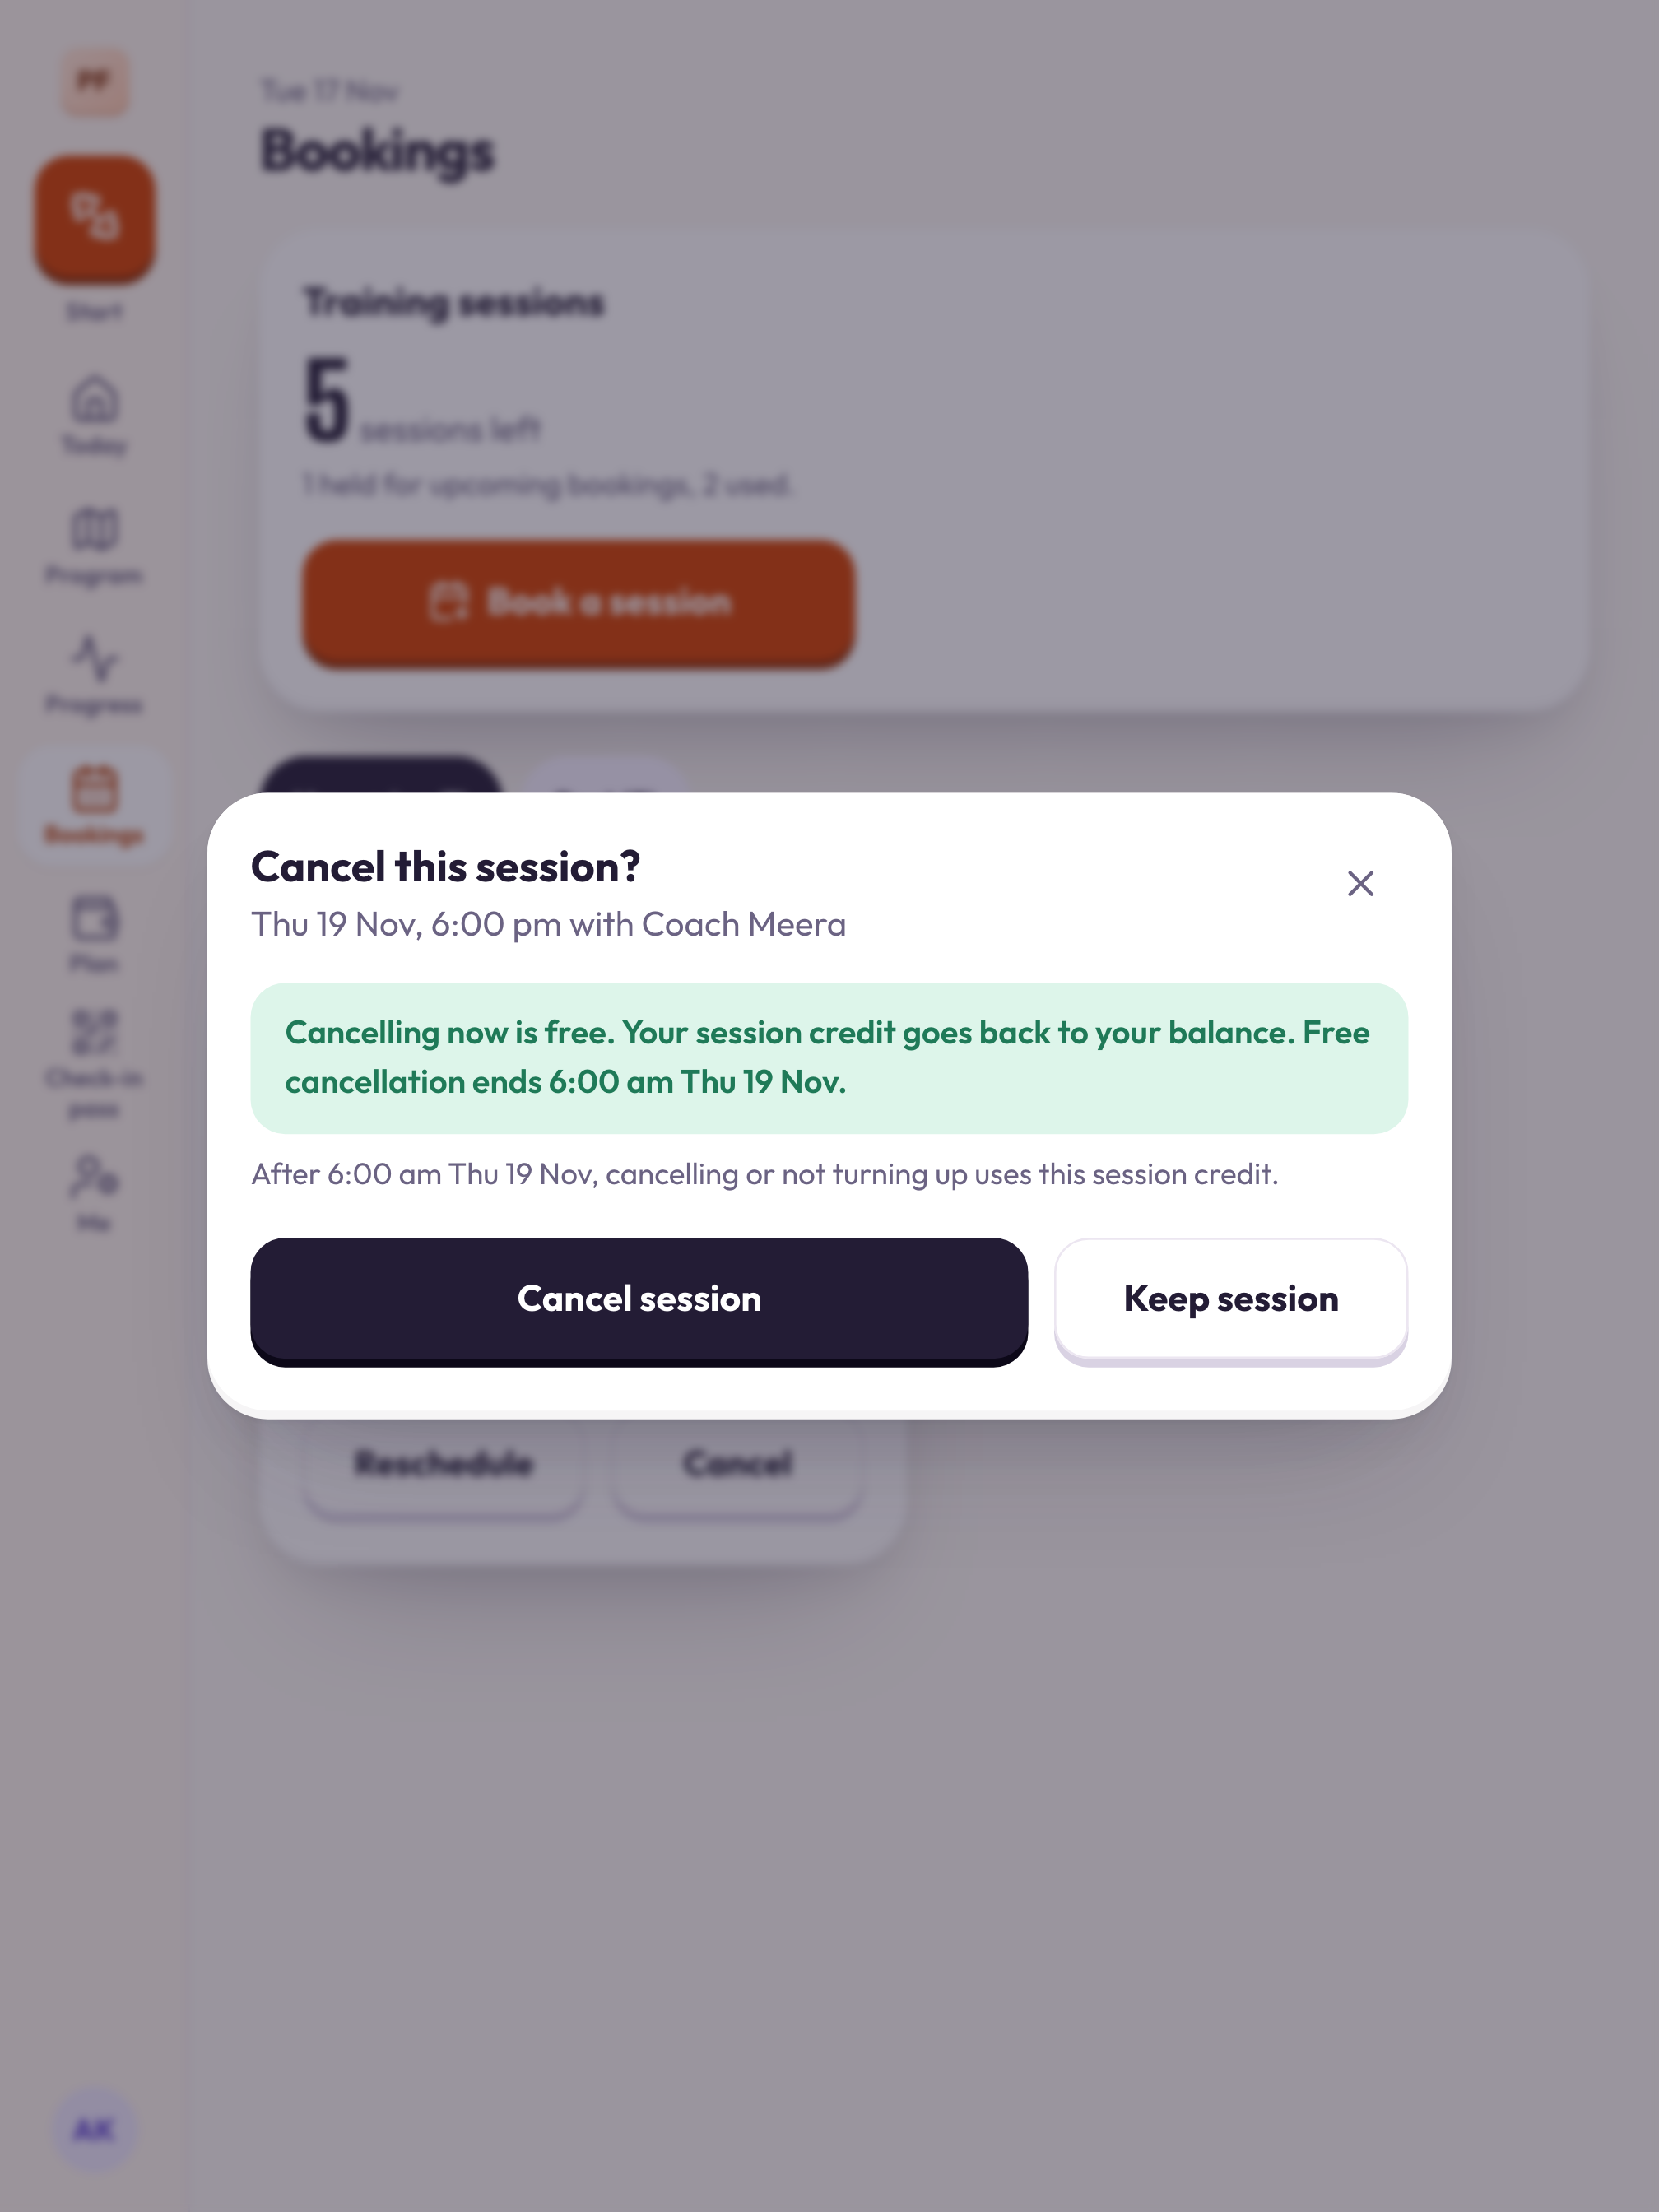 PF
Start
Today
Program
Progress
Bookings
Plan
Check-in
pass
Me
AK
Tue 17 Nov
Bookings
Training sessions
5 sessions left
1 held for upcoming bookings, 2 used.
Book a session
Cancel this session?
Thu 19 Nov, 6:00 pm with Coach Meera
Cancelling now is free. Your session credit goes back to your balance. Free
cancellation ends 6:00 am Thu 19 Nov.
After 6:00 am Thu 19 Nov, cancelling or not turning up uses this session credit.
Cancel session
Keep session
Reschedule
Cancel